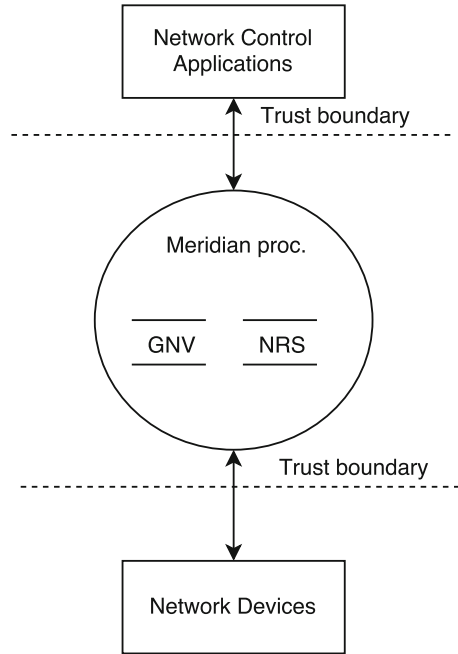 Network Control
Applications
Trust boundary
Meridian proc.
GNV
NRS
Trust boundary
Network Devices